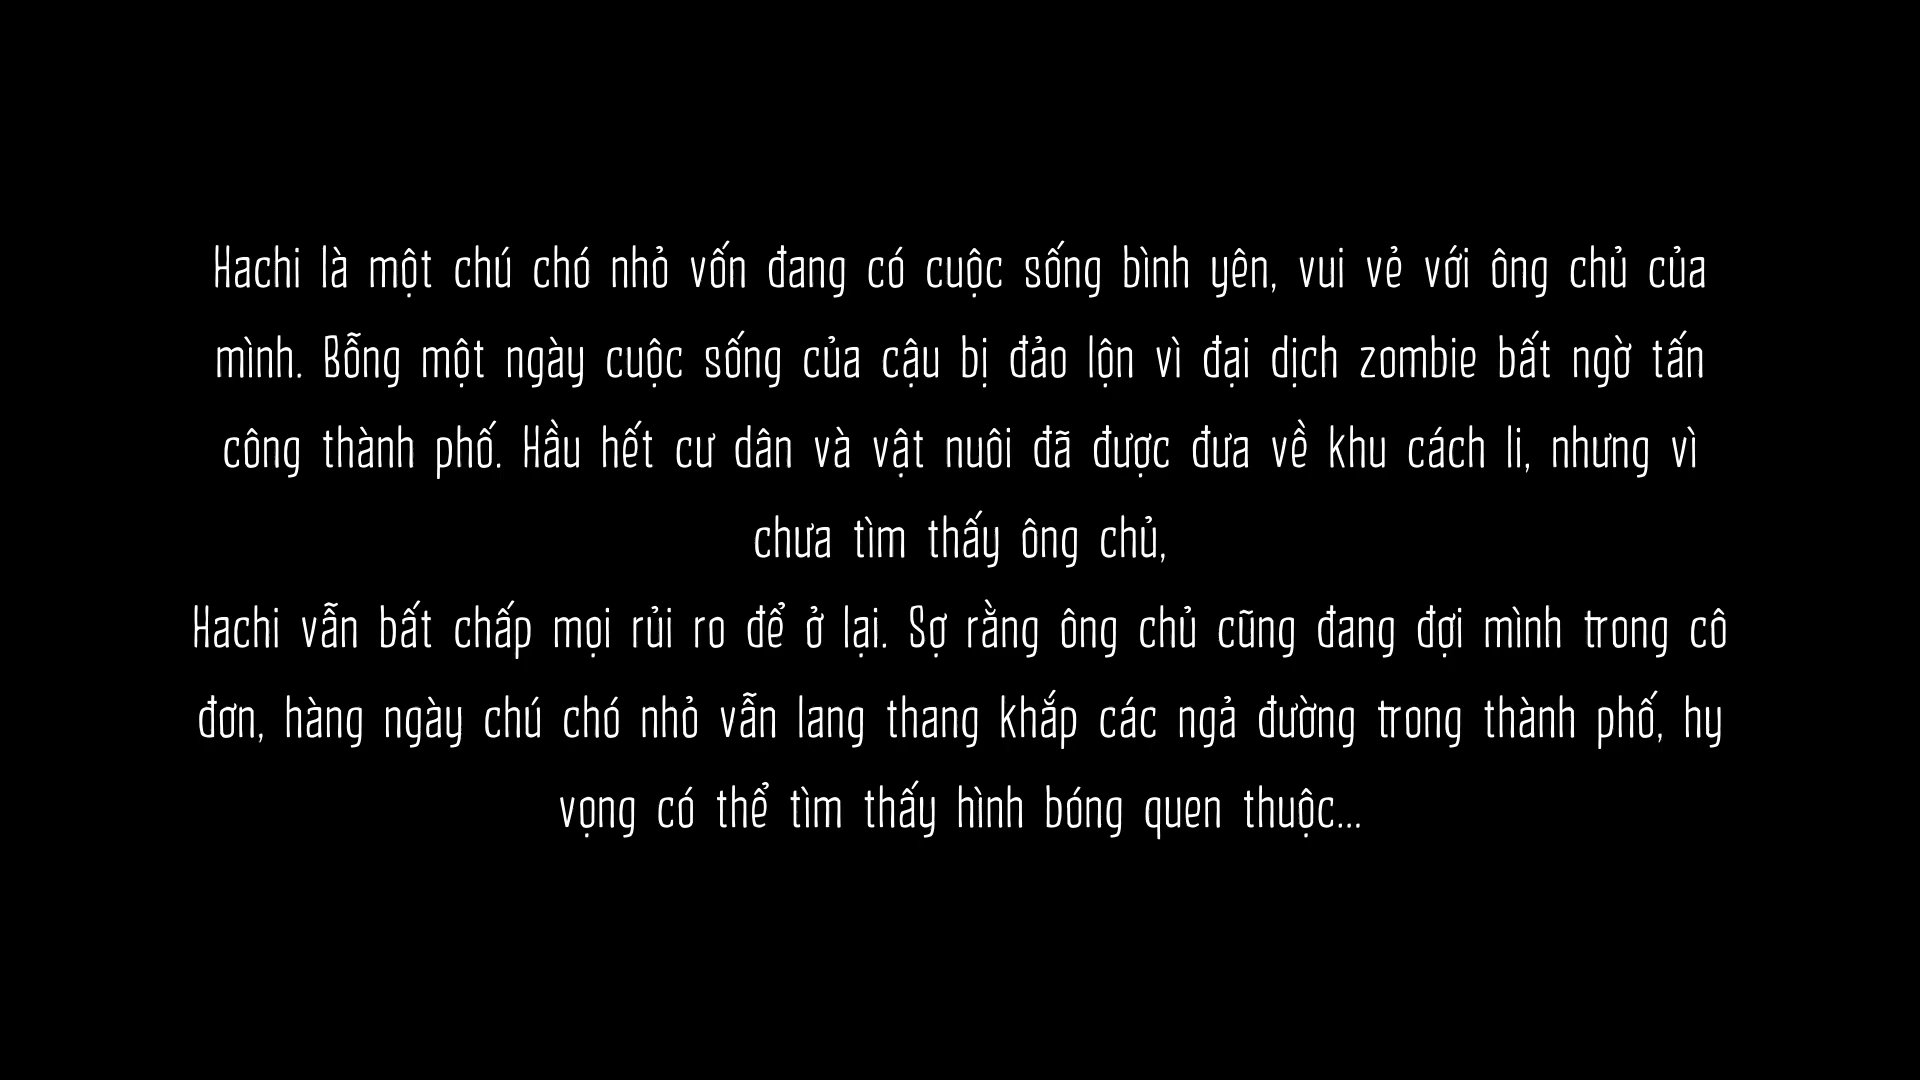 Hachi là một chú chó nhỏ vốn đang có cuộc sống bình yên, vui vẻ với ông chủ của
mình. Bỗng một ngày cuộc sống của cậu bị đảo lộn vì đại dịch zombie bất ngờ tấn
công thành phố. Hầu hết cư dân và vật nuôi đã được đưa về khu cách li, nhưng vì
chưa tìm thấy ông chủ,
Hachi vẫn bất chấp mọi rủi ro để ở lại. Sợ rằng ông chủ cũng đang đợi mình trong cô
đơn, hàng ngày chú chó nhỏ vẫn lang thang khắp các ngả đường trong thành phố, hy
vọng có thể tìm thấy hình bóng quen thuộc...